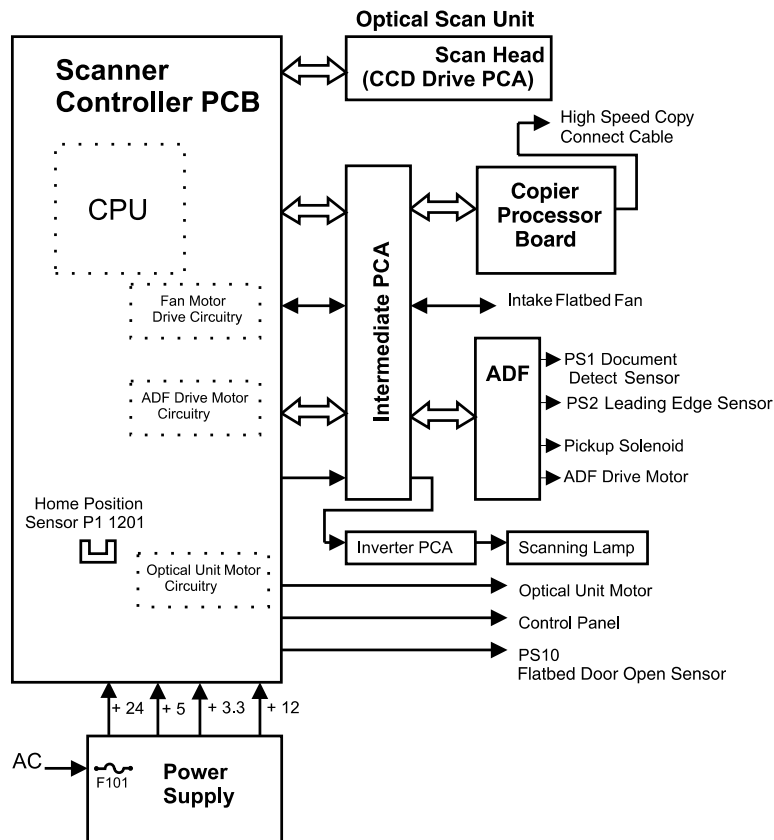 Optical Scan Unit
Scanner
Controller PCB
Scan Head
(CCD Drive PCA)
High Speed Copy
Connect Cable
CPU
Intermediate PCA
Copier
Processor
Board
Fan Motor
Drive Circuitry
Intake Flatbed Fan
ADF Drive Motor
Circuitry
ADF
PS1 Document
Detect Sensor
PS2 Leading Edge Sensor
Pickup Solenoid
ADF Drive Motor
Home Position
Sensor P1 1201
Inverter PCA
Scanning Lamp
Optical Unit Motor
Circuitry
Optical Unit Motor
Control Panel
PS10
Flatbed Door Open Sensor
+ 24
+ 5
+ 3.3
+ 12
AC
F101
Power
Supply